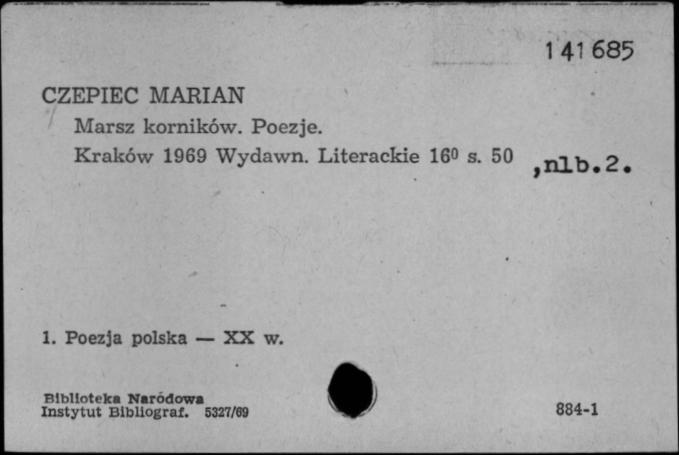 141685
CZEPIEC MARIAN
Marsz korników. Poezje.
Kraków 1969 Wydawn. Literackie 16⁰ s. 50 ,nlb.2.
1. Poezja polska — XX w.
Biblioteka Narodowa
Instytut Bibliograf. 5327/69
884-1